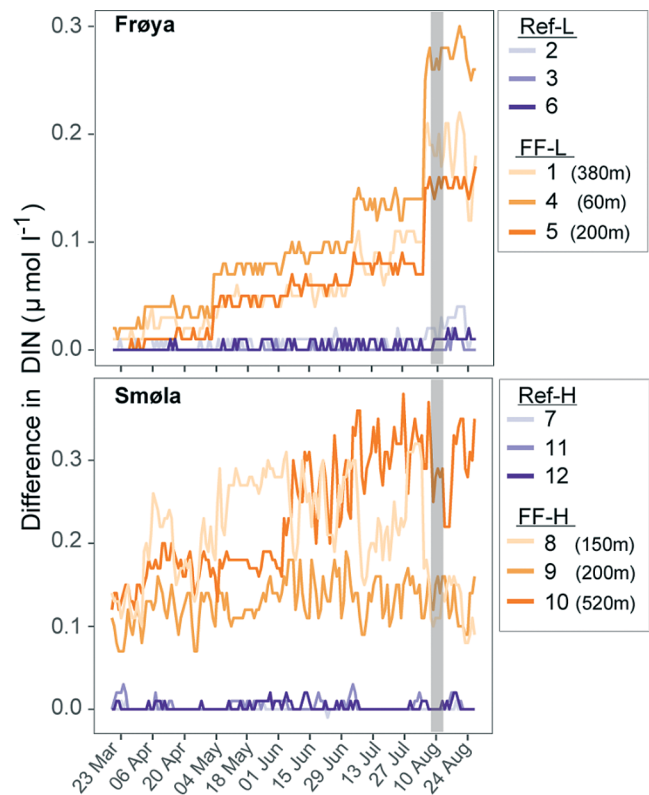 Frøya
0.3
0.2
0.1
0.0
Ref-L
2
3
6
FF-L
1 (380m)
4 (60m)
5 (200m)
Difference in DIN (µ mol l⁻¹)
Smøla
0.3
0.2
0.1
0.0
Ref-H
7
11
12
FF-H
8 (150m)
9 (200m)
10 (520m)
23 Mar
06 Apr
20 Apr
04 May
18 May
01 Jun
15 Jun
29 Jun
13 Jul
27 Jul
10 Aug
24 Aug